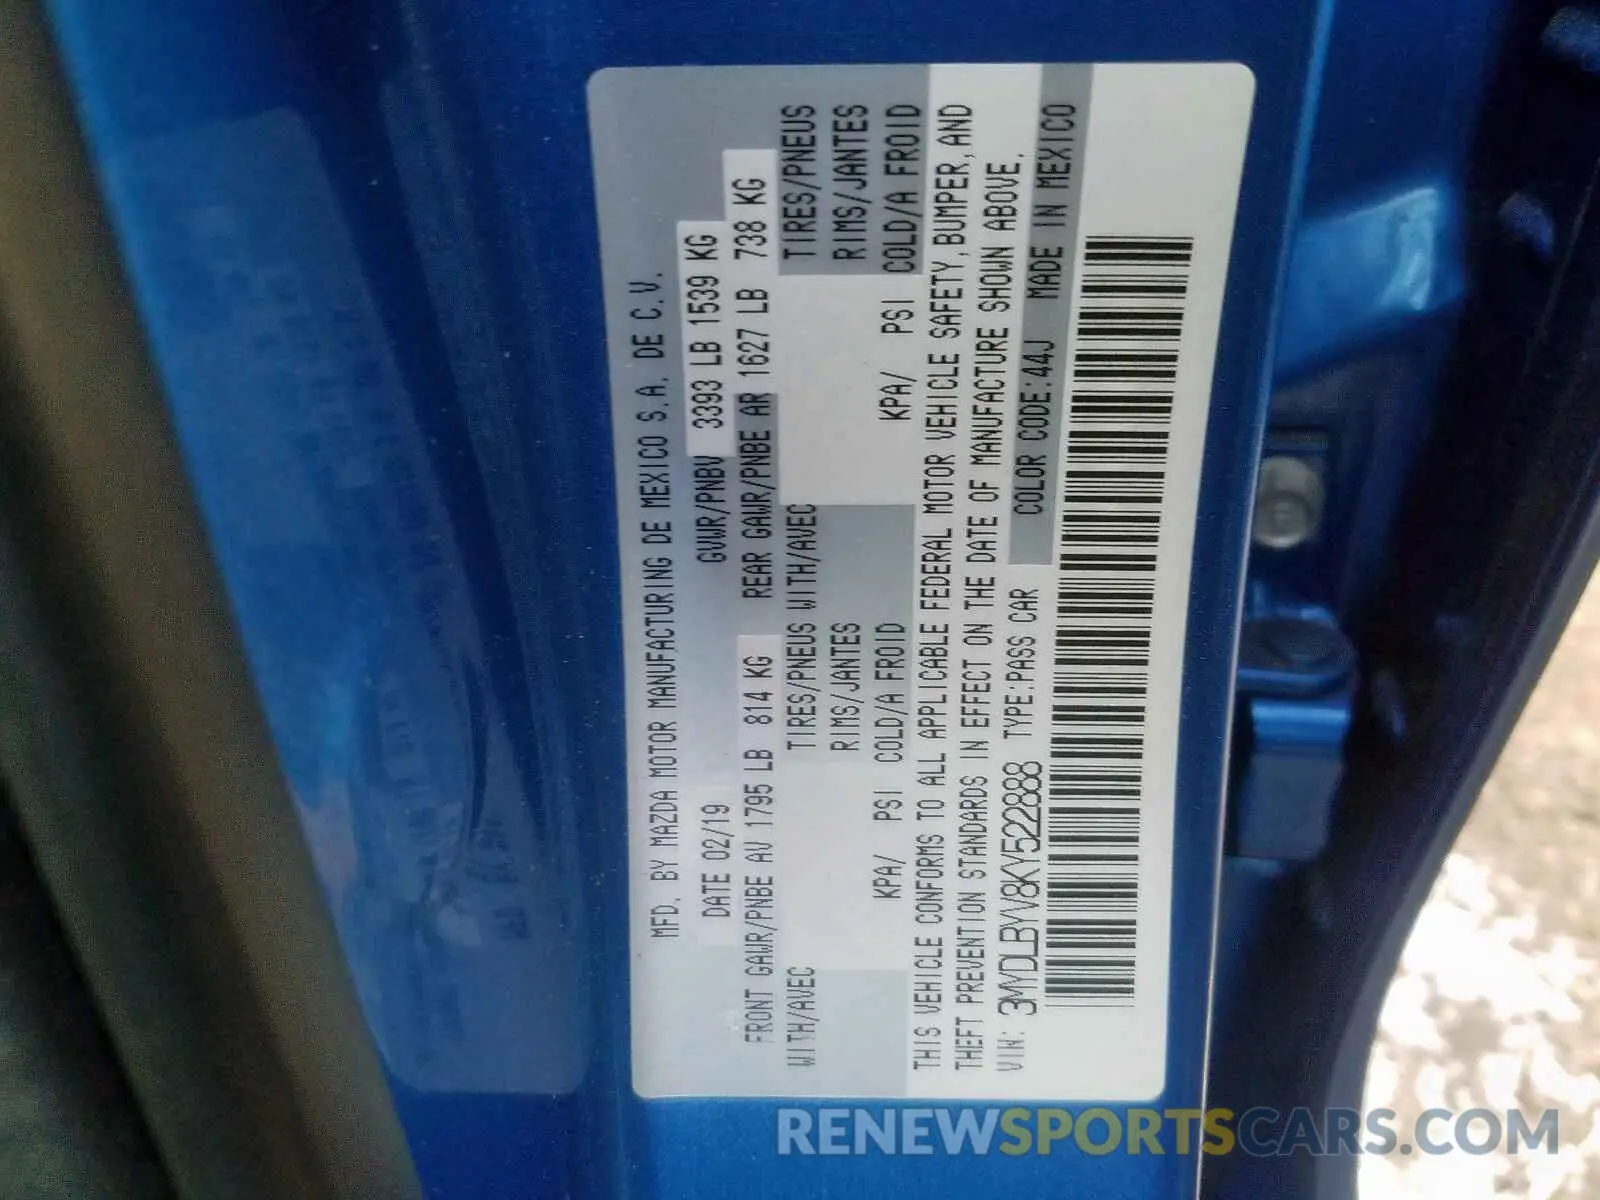 MFD. BY MAZDA MOTOR MANUFACTURING DE MEXICO S.A. DE C.V.
DATE 02/19 GVWR/PNBV 3393 LB 1539 KG
FRONT GAWR/PNBE AV 1795 LB 814 KG REAR GAWR/PNBE AR 1627 LB 738 KG
WITH/AVEC TIRES/PNEUS WITH/AVEC TIRES/PNEUS
RIMS/JANTES RIMS/JANTES
KPA/ PSI COLD/A FROID KPA/ PSI COLD/A FROID
THIS VEHICLE CONFORMS TO ALL APPLICABLE FEDERAL MOTOR VEHICLE SAFETY, BUMPER, AND
THEFT PREVENTION STANDARDS IN EFFECT ON THE DATE OF MANUFACTURE SHOWN ABOVE.
VIN: 3MYDLBYV8KY522888 TYPE:PASS CAR COLOR CODE:44J MADE IN MEXICO
RENEWSPORTSCARS.COM